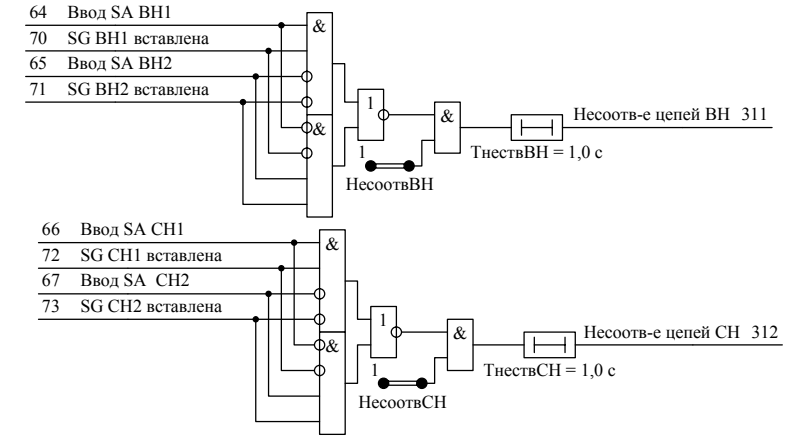 64 Ввод SA ВН1
70 SG ВН1 вставлена
65 Ввод SA ВН2
71 SG ВН2 вставлена
&
&
1
&
1
НесоотвВН
ТнествВН = 1,0 с
Несоотв-е цепей ВН 311
66 Ввод SA СН1
72 SG СН1 вставлена
67 Ввод SA СН2
73 SG СН2 вставлена
&
&
1
&
1
НесоотвСН
ТнествСН = 1,0 с
Несоотв-е цепей СН 312